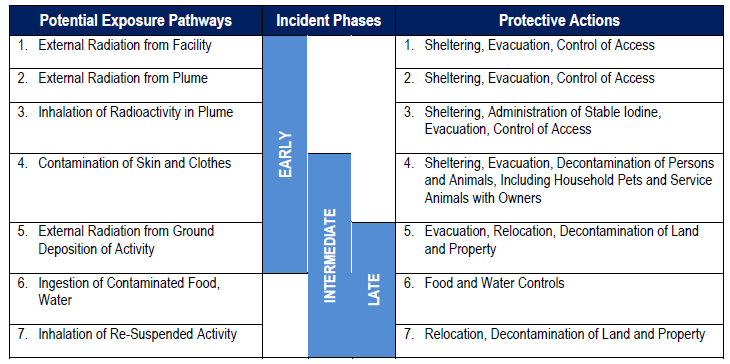 Potential Exposure Pathways Incident Phases Protective Actions
1. External Radiation from Facility
1. Sheltering, Evacuation, Control of Access
2. External Radiation from Plume
2. Sheltering, Evacuation, Control of Access
3. Inhalation of Radioactivity in Plume
3. Sheltering, Administration of Stable Iodine,
Evacuation, Control of Access
4. Contamination of Skin and Clothes
4. Sheltering, Evacuation, Decontamination of Persons
and Animals, Including Household Pets and Service
Animals with Owners
5. External Radiation from Ground
Deposition of Activity
5. Evacuation, Relocation, Decontamination of Land
and Property
6. Ingestion of Contaminated Food,
Water
6. Food and Water Controls
7. Inhalation of Re-Suspended Activity
7. Relocation, Decontamination of Land and Property
EARLY
INTERMEDIATE
LATE